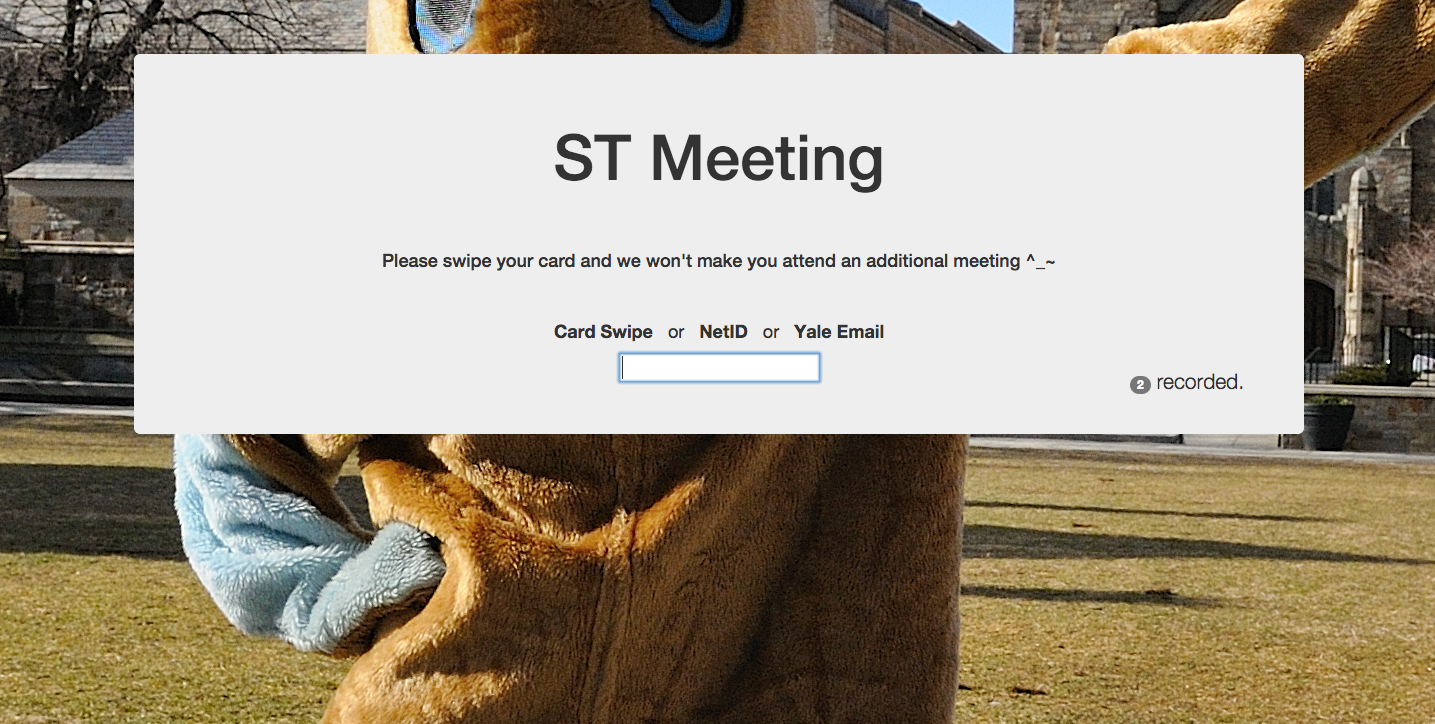 ST Meeting
Please swipe your card and we won't make you attend an additional meeting ^_~
Card Swipe or NetID or Yale Email
2 recorded.